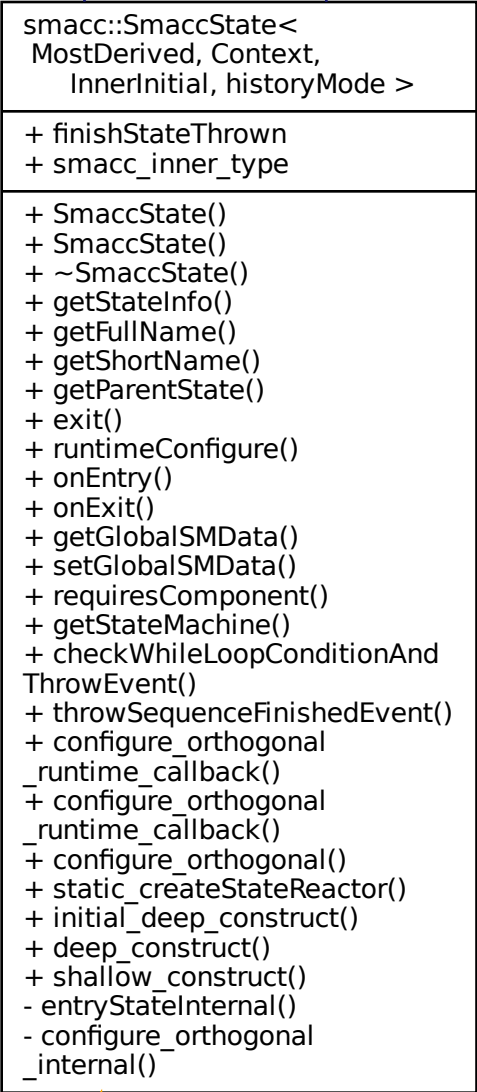 smacc::SmaccState<
MostDerived, Context,
InnerInitial, historyMode >
+ finishStateThrown
+ smacc_inner_type
+ SmaccState()
+ SmaccState()
+ ~SmaccState()
+ getStateInfo()
+ getFullName()
+ getShortName()
+ getParentState()
+ exit()
+ runtimeConfigure()
+ onEntry()
+ onExit()
+ getGlobalSMData()
+ setGlobalSMData()
+ requiresComponent()
+ getStateMachine()
+ checkWhileLoopConditionAnd
ThrowEvent()
+ throwSequenceFinishedEvent()
+ configure_orthogonal
_runtime_callback()
+ configure_orthogonal
_runtime_callback()
+ configure_orthogonal()
+ static_createStateReactor()
+ initial_deep_construct()
+ deep_construct()
+ shallow_construct()
- entryStateInternal()
- configure_orthogonal
_internal()